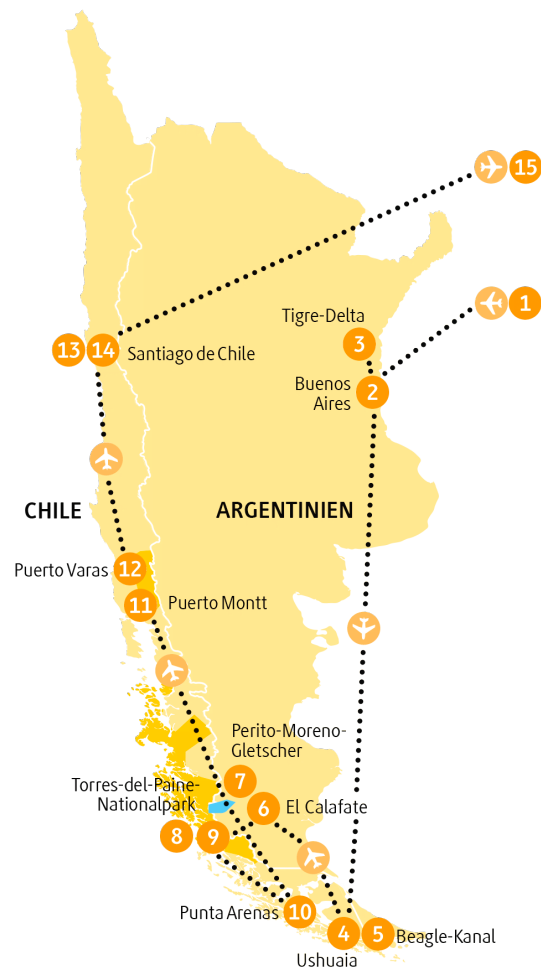 15
1
Tigre-Delta
3
13 14 Santiago de Chile
Buenos
Aires
2
CHILE
ARGENTINIEN
Puerto Varas 12
11 Puerto Montt
Perito-Moreno-
Gletscher
7
Torres-del-Paine-
Nationalpark
6 El Calafate
8 9
Punta Arenas 10
4 5 Beagle-Kanal
Ushuaia